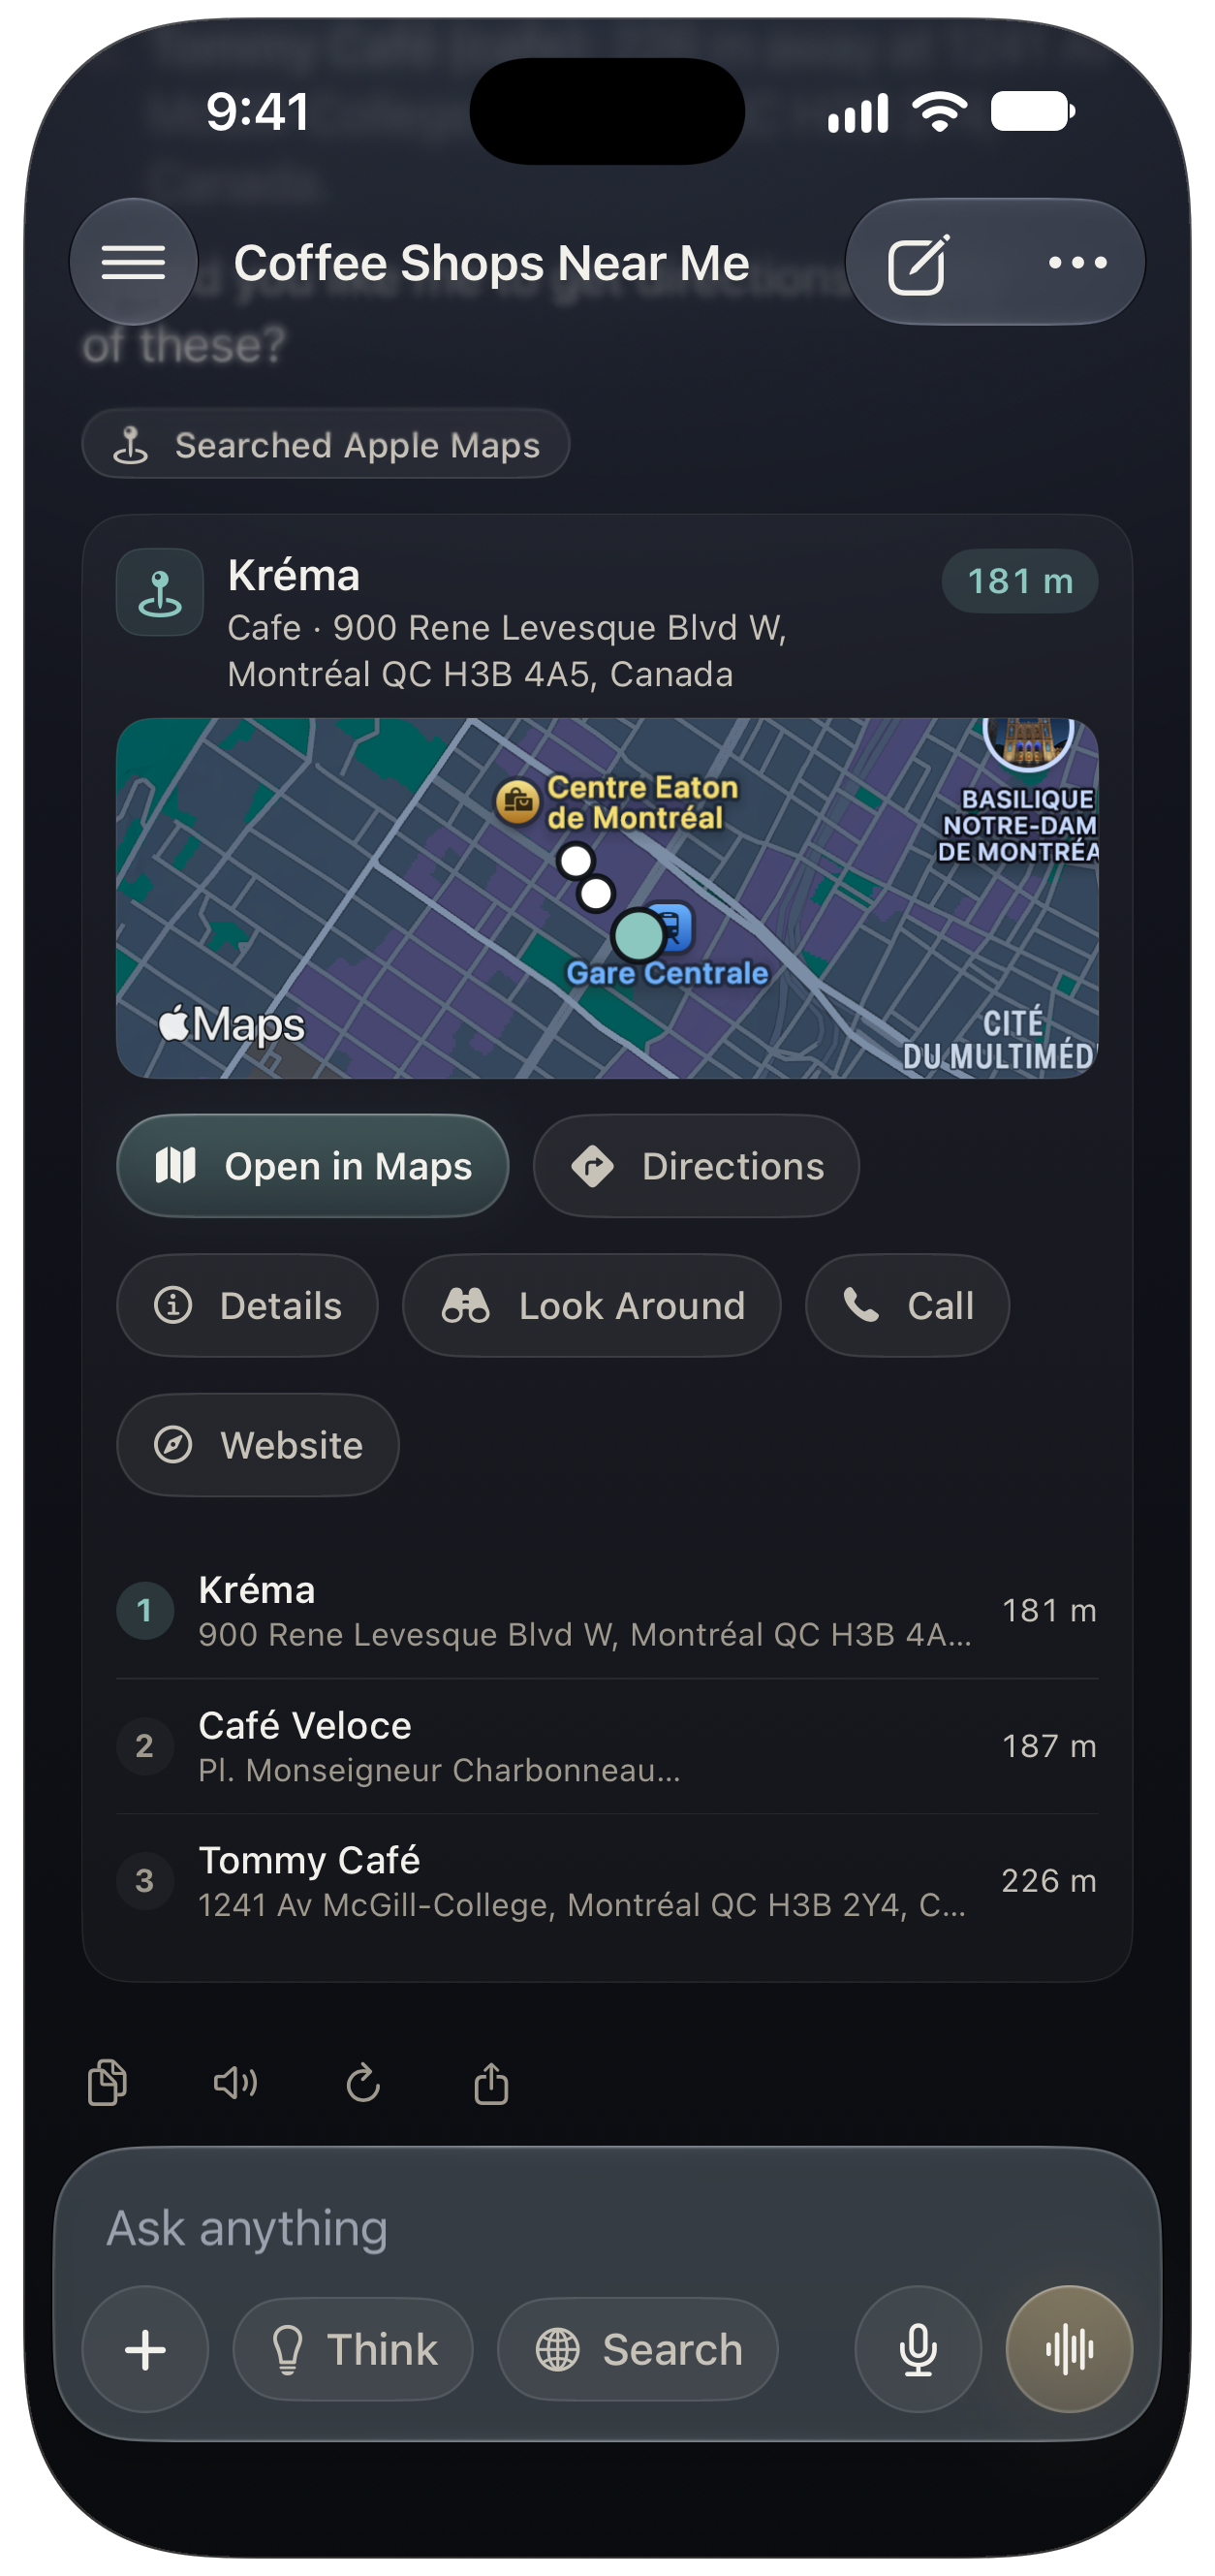 9:41
Coffee Shops Near Me
of these?
Searched Apple Maps
Kréma
181 m
Cafe · 900 Rene Levesque Blvd W,
Montréal QC H3B 4A5, Canada
Centre Eaton
de Montréal
BASILIQUE
NOTRE-DAM
DE MONTRÉA
Gare Centrale
Maps
CITÉ
DU MULTIMÉD
Open in Maps
Directions
Details
Look Around
Call
Website
1
Kréma
900 Rene Levesque Blvd W, Montréal QC H3B 4A...
181 m
2
Café Veloce
Pl. Monseigneur Charbonneau...
187 m
3
Tommy Café
1241 Av McGill-College, Montréal QC H3B 2Y4, C...
226 m
Ask anything
Think
Search